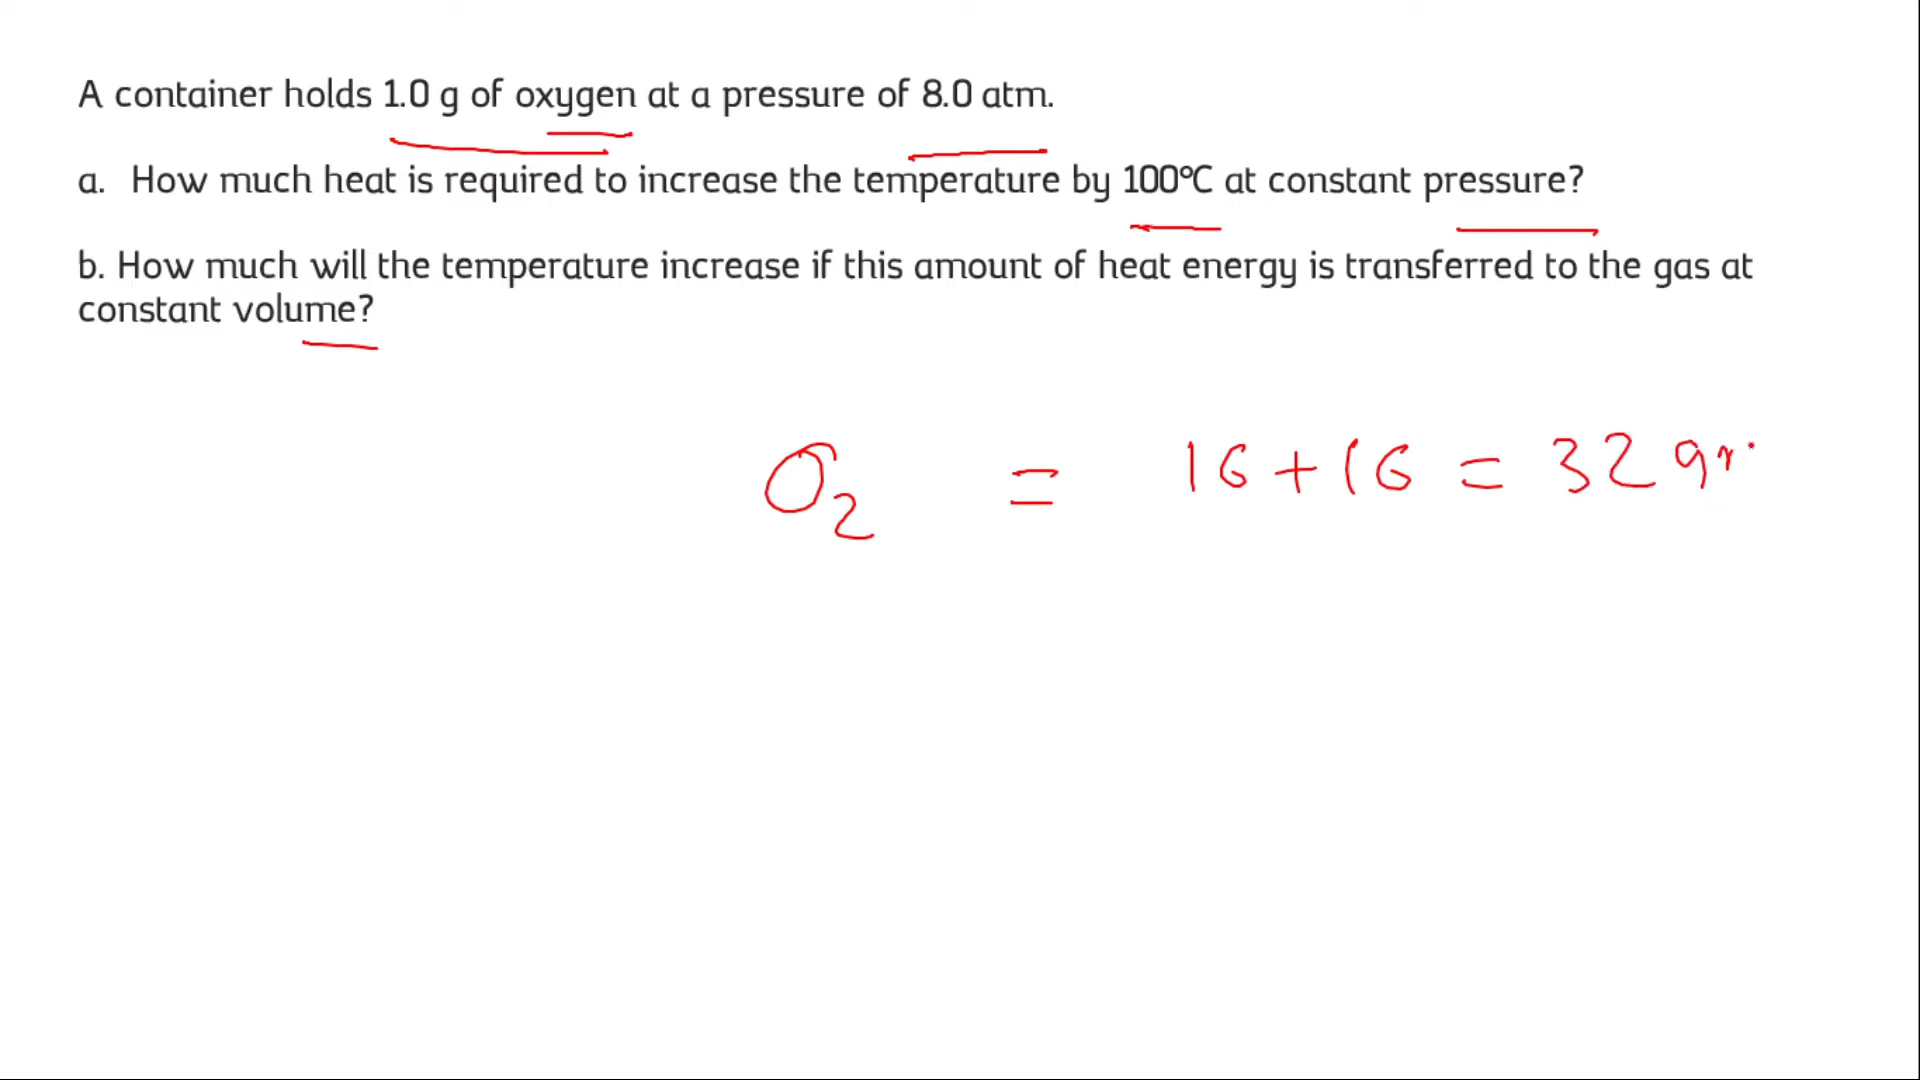 A container holds 1.0 g of oxygen at a pressure of 8.0 atm.
a. How much heat is required to increase the temperature by 100°C at constant pressure?
b. How much will the temperature increase if this amount of heat energy is transferred to the gas at
constant volume?
O₂ = 16 + 16 = 32 gr.